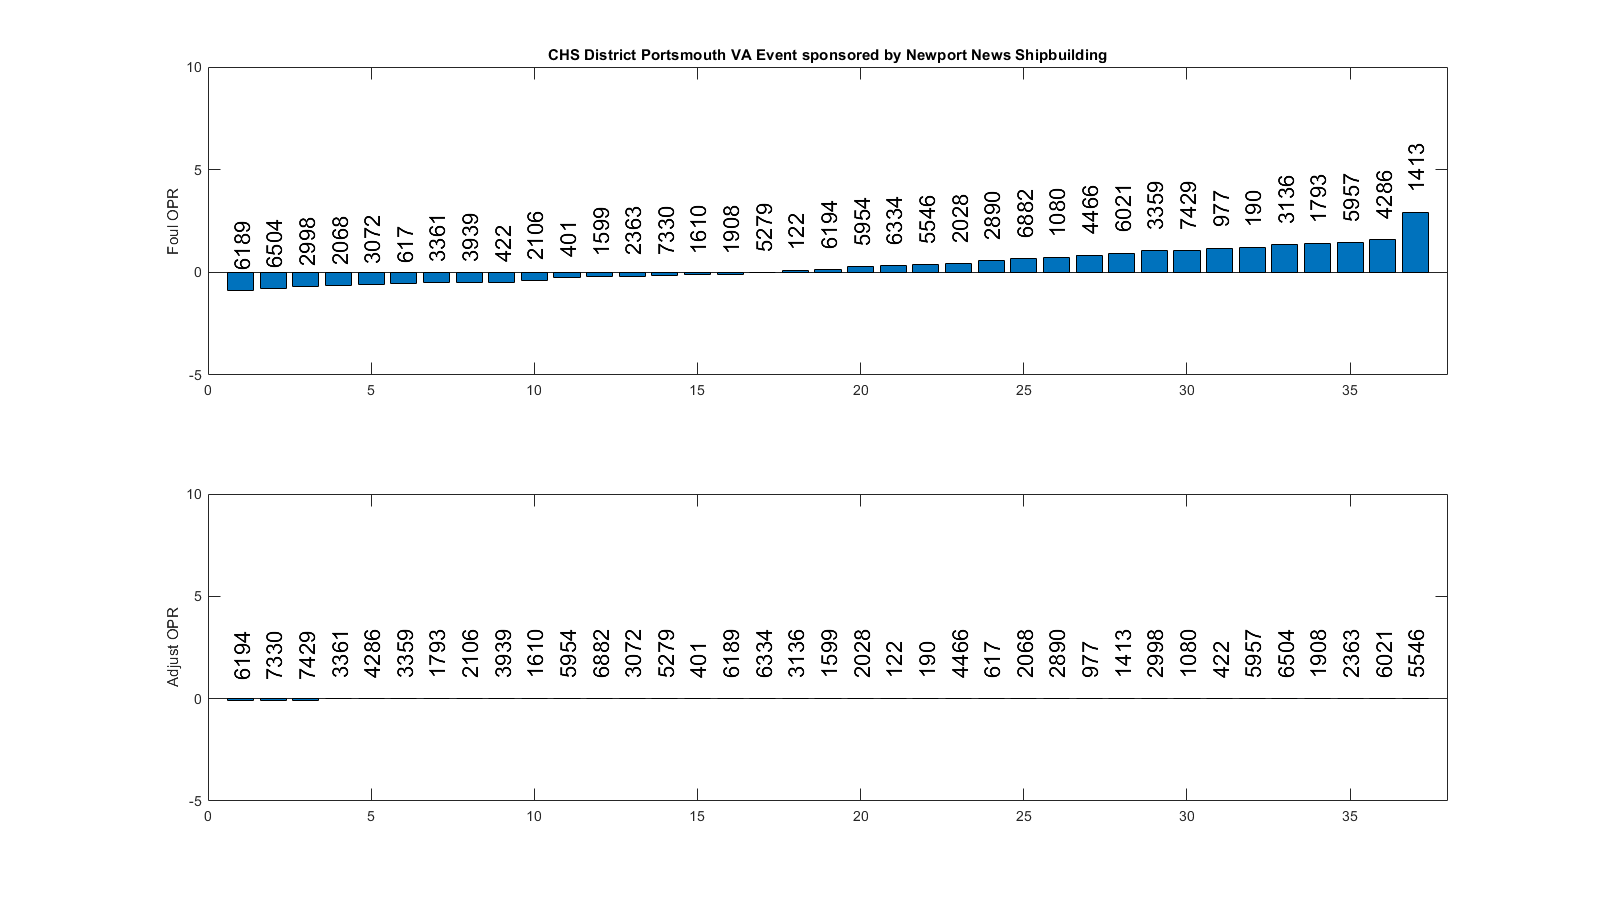 CHS District Portsmouth VA Event sponsored by Newport News Shipbuilding
Foul OPR
10
5
0
-5
6189 6504 2998 2068 3072 617 3361 3939 422 2106 401 1599 2363 7330 1610 1908 5279 122 6194 5954 6334 5546 2028 2890 6882 1080 4466 6021 3359 7429 977 190 3136 1793 5957 4286 1413
0 5 10 15 20 25 30 35
Adjust OPR
10
5
0
-5
6194 7330 7429 3361 4286 3359 1793 2106 3939 1610 5954 6882 3072 5279 401 6189 6334 3136 1599 2028 122 190 4466 617 2068 2890 977 1413 2998 1080 422 5957 6504 1908 2363 6021 5546
0 5 10 15 20 25 30 35